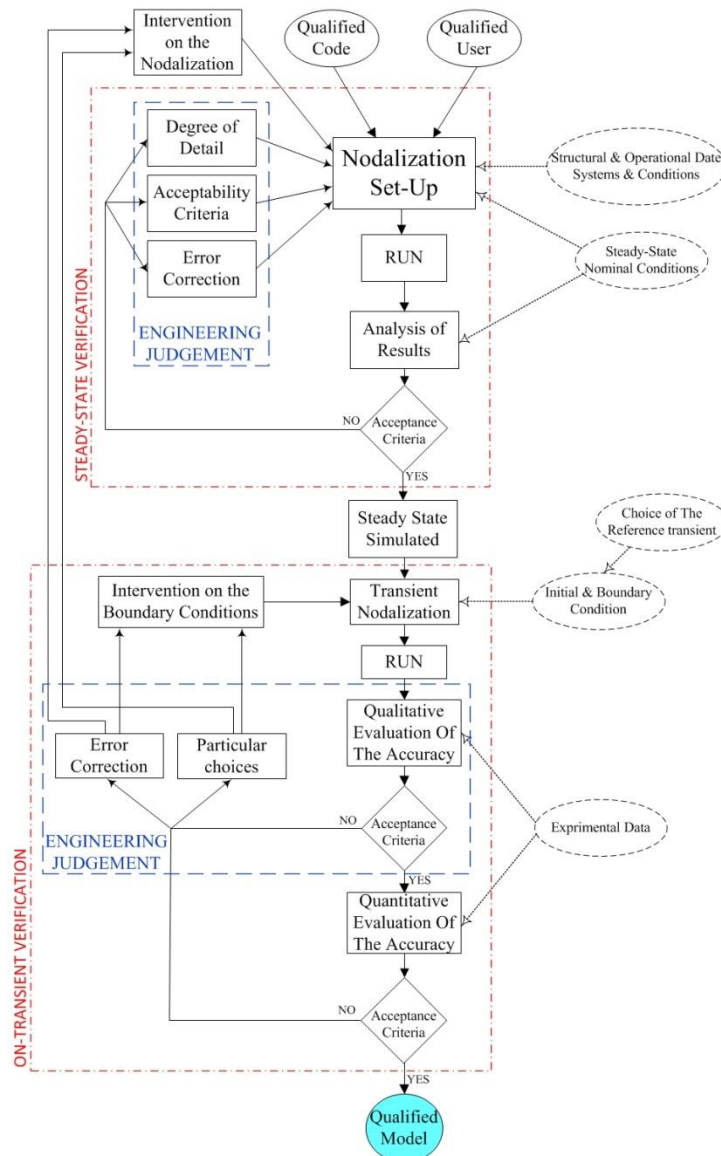 Intervention on the
Nodalization
Qualified
Code
Qualified
User
Degree of
Detail
Acceptability
Criteria
Error
Correction
ENGINEERING
JUDGEMENT
STEADY-STATE VERIFICATION
Nodalization
Set-Up
Structural & Operational Date
Systems & Conditions
RUN
Steady-State
Nominal Conditions
Analysis of
Results
NO
Acceptance
Criteria
YES
Steady State
Simulated
Choice of The
Reference transient
Intervention on the
Boundary Conditions
Transient
Nodalization
Initial & Boundary
Condition
RUN
Qualitative
Evaluation Of
The Accuracy
Error
Correction
Particular
choices
NO
Acceptance
Criteria
Exprimental Data
ENGINEERING
JUDGEMENT
YES
Quantitative
Evaluation Of
The Accuracy
ON-TRANSIENT VERIFICATION
NO
Acceptance
Criteria
YES
Qualified
Model